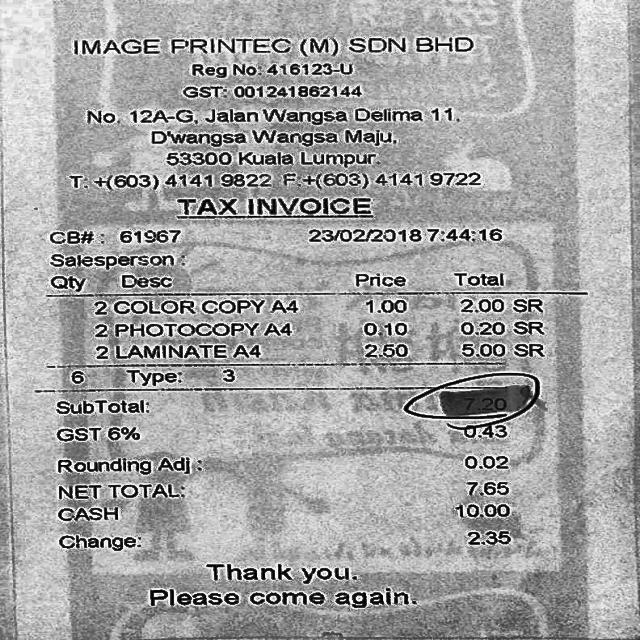 IMAGE PRINTEC (M) SDN BHD
Reg No: 416123-U
GST: 001241862144
No. 12A-G, Jalan Wangsa Delima 11,
D'wangsa Wangsa Maju,
53300 Kuala Lumpur.
T: +(603) 4141 9822 F:+(603) 4141 9722
TAX INVOICE
CB# : 61967 23/02/2018 7:44:16
Salesperson :
Qty Desc Price Total
2 COLOR COPY A4 1.00 2.00 SR
2 PHOTOCOPY A4 0.10 0.20 SR
2 LAMINATE A4 2.50 5.00 SR
6 Type: 3
SubTotal: 7.20
GST 6% 0.43
Rounding Adj : 0.02
NET TOTAL: 7.65
CASH 10.00
Change: 2.35
Thank you.
Please come again.